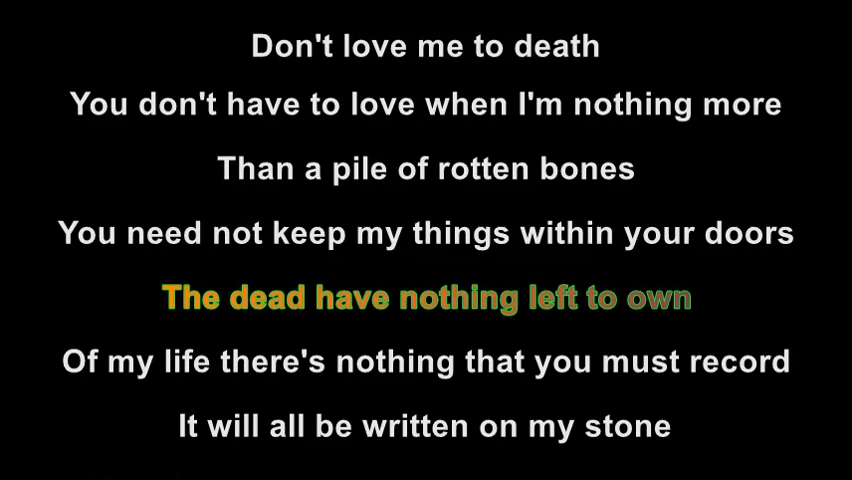 Don't love me to death
You don't have to love when I'm nothing more
Than a pile of rotten bones
You need not keep my things within your doors
The dead have nothing left to own
Of my life there's nothing that you must record
It will all be written on my stone